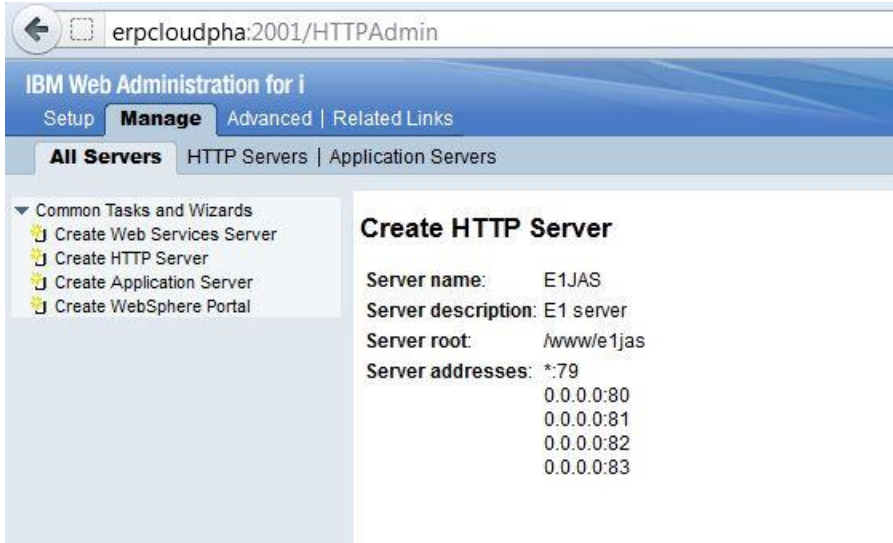 erpcloudpha:2001/HTTPAdmin
IBM Web Administration for i
Setup Manage Advanced | Related Links
All Servers HTTP Servers | Application Servers
Common Tasks and Wizards
Create Web Services Server
Create HTTP Server
Create Application Server
Create WebSphere Portal
Create HTTP Server
Server name: E1JAS
Server description: E1 server
Server root: /www/e1jas
Server addresses: *:79
0.0.0.0:80
0.0.0.0:81
0.0.0.0:82
0.0.0.0:83